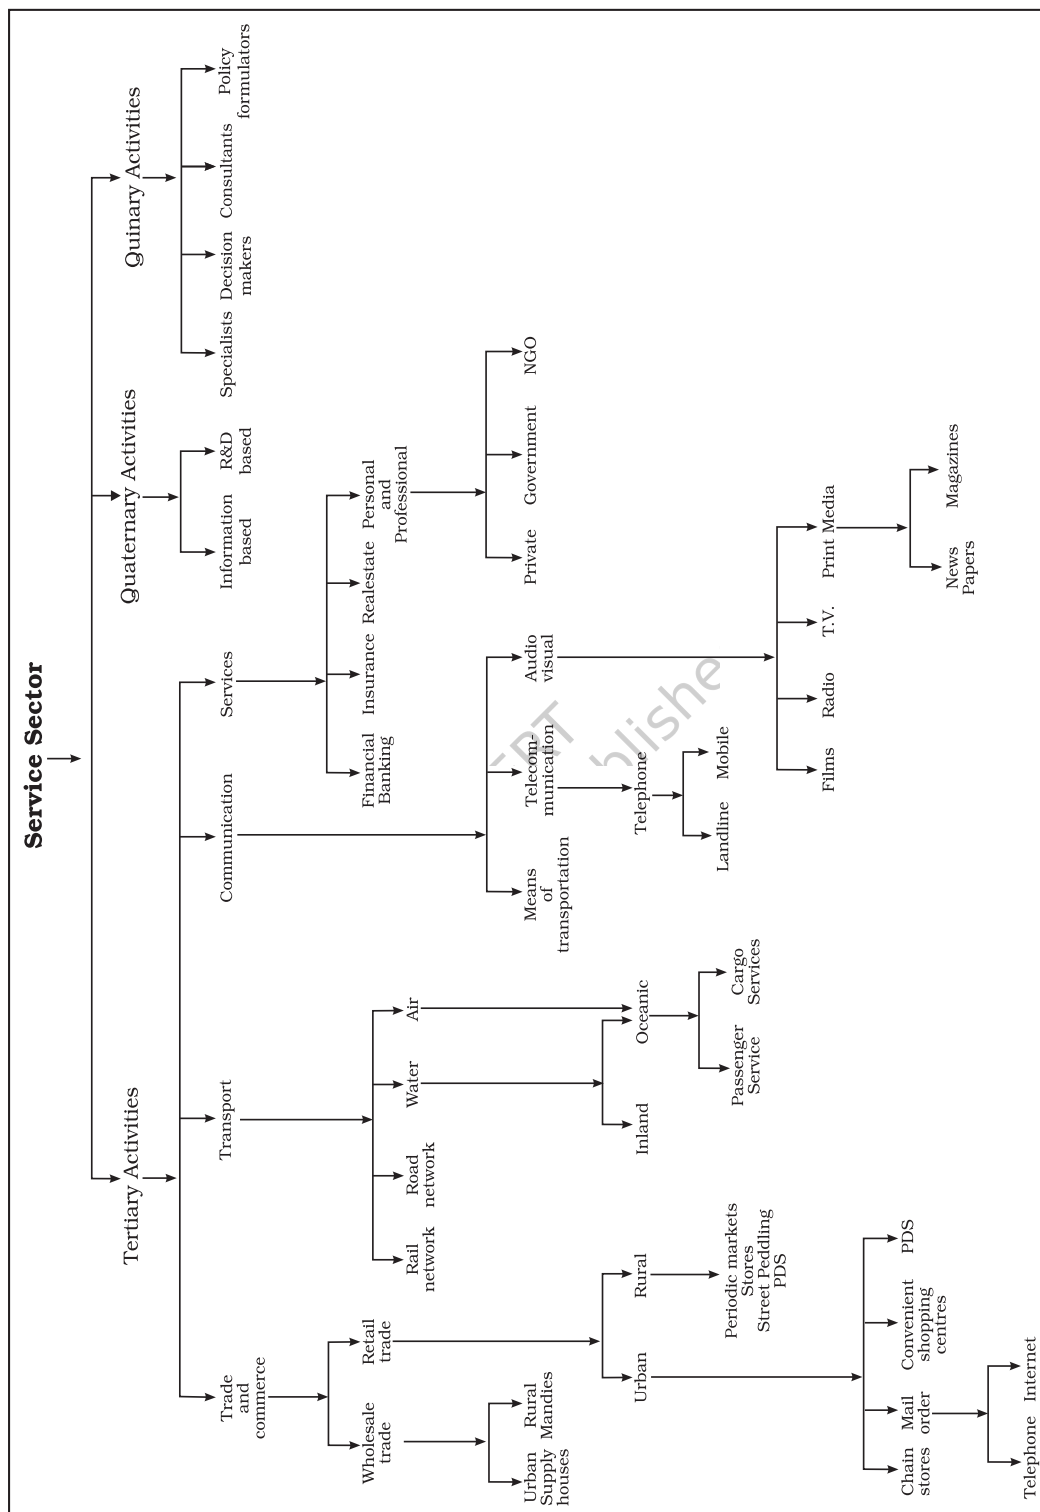 Service Sector
Tertiary Activities
Quaternary Activities
Quinary Activities
Trade
and
commerce
Transport
Communication
Services
Information
based
R&D
based
Specialists
Decision
makers
Consultants
Policy
formulators
Wholesale
trade
Retail
trade
Rail
network
Road
network
Water
Air
Financial
Banking
Insurance
Realestate
Personal
and
Professional
Urban
Supply
houses
Rural
Mandies
Means
of
transportation
Telecom-
munication
Audio
visual
Private
Government
NGO
Urban
Rural
Inland
Oceanic
Telephone
Periodic markets
Stores
Street Peddling
PDS
Passenger
Service
Cargo
Services
Landline
Mobile
Films
Radio
T.V.
Print Media
Chain
stores
Mail
order
Convenient
shopping
centres
PDS
News
Papers
Magazines
Telephone
Internet